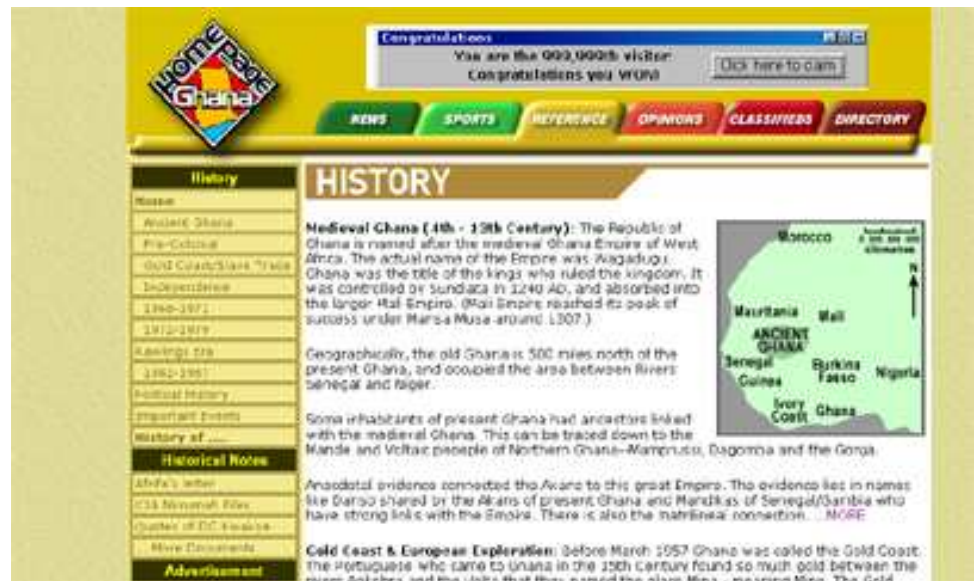 HOME PAGE
Ghana
Congratulations
You are the 999,999th visitor
Congratulations you WON!
Click here to claim
NEWS
SPORTS
REFERENCE
OPINIONS
CLASSIFIEDS
DIRECTORY
History
Home
Ancient Ghana
Pre-Colonial
Gold Coast/Slave Trade
Independence
1966-1971
1972-1979
Rawlings Era
Political History
Important Events
History of ....
Historical Notes
Afrifa's letter
CIA Nkrumah Files
More Documents
Advertisement
HISTORY
Medieval Ghana (4th - 13th Century): The Republic of
Ghana is named after the medieval Ghana Empire of West
Africa. The actual name of the Empire was Wagadugu.
Ghana was the title of the kings who ruled the kingdom. It
was controlled by Sundiata in 1240 AD, and absorbed into
the larger Mali Empire. (Mali Empire reached its peak of
success under Mansa Musa around 1307.)
Geographically, the old Ghana is 500 miles north of the
present Ghana, and occupied the area between Rivers
Senegal and Niger.
Some inhabitants of present Ghana had ancestors linked
with the medieval Ghana. This can be traced down to the
Mande and Voltaic peoeple of Northern Ghana--Mamprussi, Dagomba and the Gonja.
Anecdotal evidence connected the Akans to this great Empire. The evidence lies in names
like Danso shared by the Akans of present Ghana and Mandikas of Senegal/Gambia who
have strong links with the Empire. There is also the matrilineal connection. ...MORE
Gold Coast & European Exploration: Before March 1957 Ghana was called the Gold Coast.
The Portuguese who came to Ghana in the 15th Century found so much gold between the
Morocco
kilometres
N
Mauritania
Mali
ANCIENT
GHANA
Senegal
Burkina
Fasso
Nigeria
Guinea
Ivory
Coast
Ghana